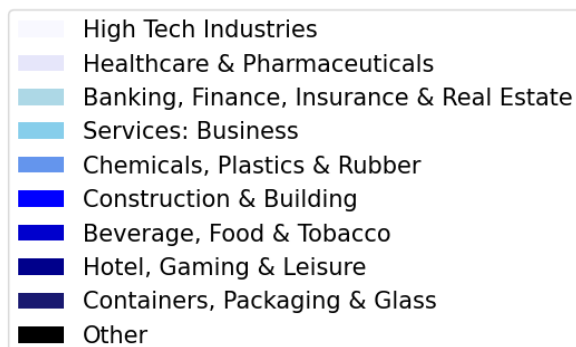 High Tech Industries
Healthcare & Pharmaceuticals
Banking, Finance, Insurance & Real Estate
Services: Business
Chemicals, Plastics & Rubber
Construction & Building
Beverage, Food & Tobacco
Hotel, Gaming & Leisure
Containers, Packaging & Glass
Other